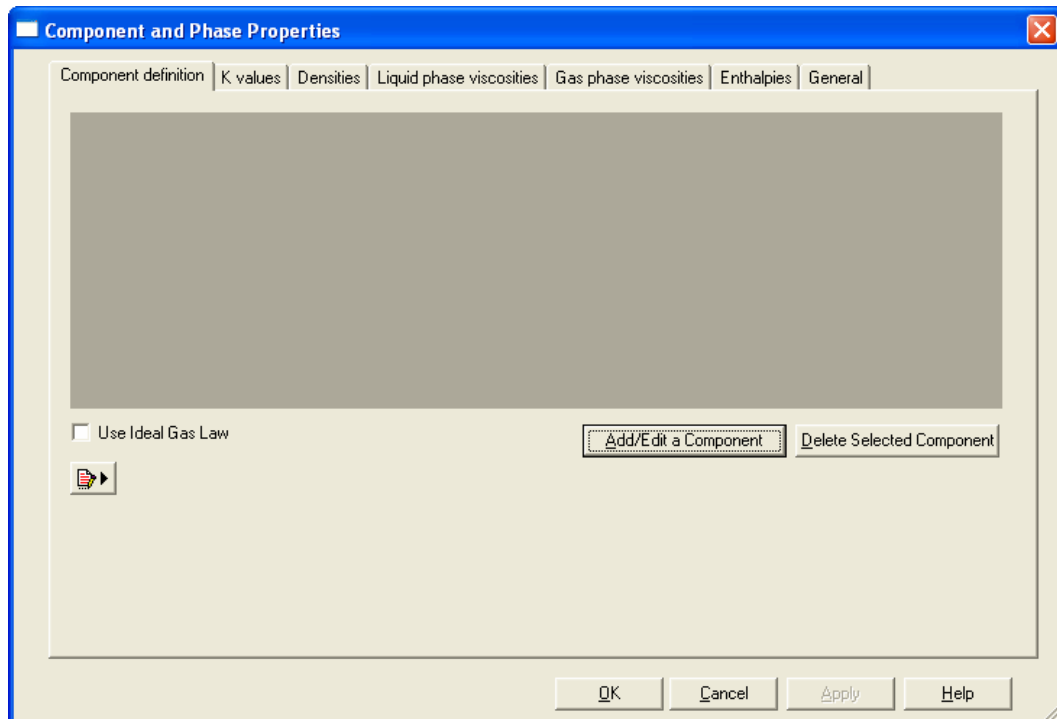 Component and Phase Properties
Component definition K values Densities Liquid phase viscosities Gas phase viscosities Enthalpies General
Use Ideal Gas Law
Add/Edit a Component Delete Selected Component
OK Cancel Apply Help